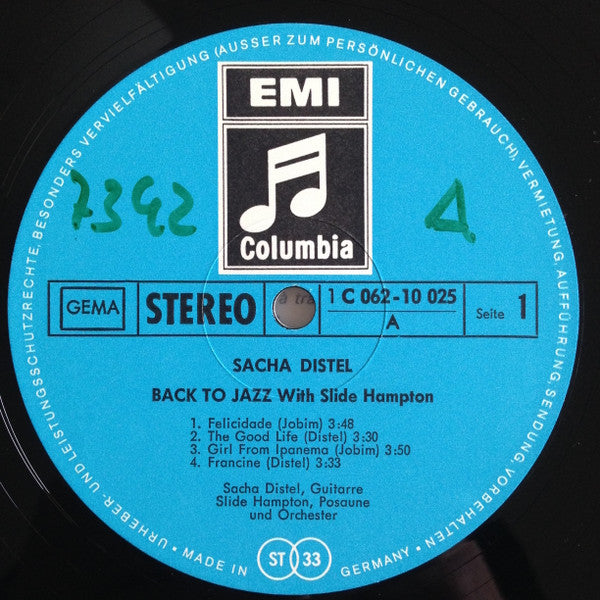 URHEBER- UND LEISTUNGSSCHUTZRECHTE, BESONDERS VERVIELFÄLTIGUNG (AUSSER ZUM PERSÖNLICHEN GEBRAUCH), VERMIETUNG, AUFFÜHRUNG, SENDUNG, VORBEHALTEN •
EMI
7392
A
Columbia
GEMA
STEREO
1 C 062-10 025
A
Seite 1
SACHA DISTEL
BACK TO JAZZ With Slide Hampton
1. Felicidade (Jobim) 3:48
2. The Good Life (Distel) 3:30
3. Girl From Ipanema (Jobim) 3:50
4. Francine (Distel) 3:33
Sacha Distel, Guitarre
Slide Hampton, Posaune
und Orchester
• MADE IN
ST 33
GERMANY •